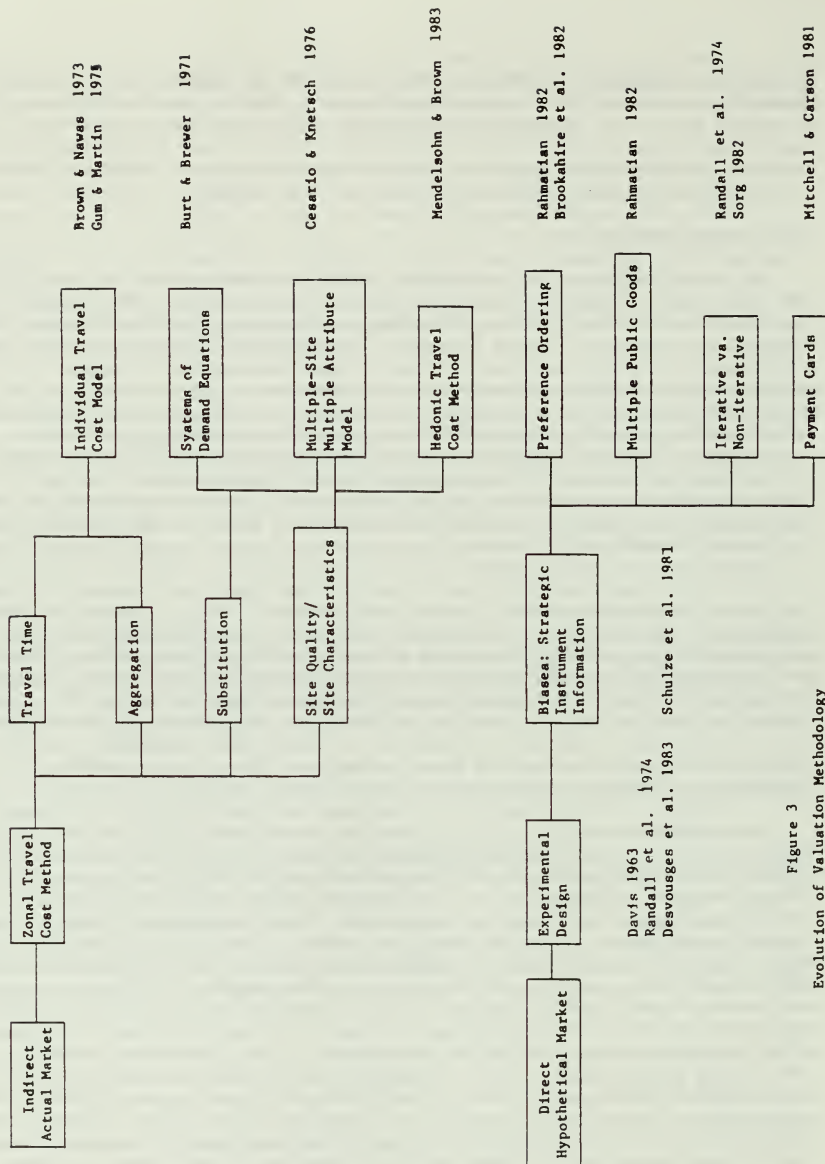 Indirect
Actual Market
Zonal Travel
Cost Method
Travel Time
Aggregation
Substitution
Site Quality/
Site Characteristics
Individual Travel
Cost Model
Systems of
Demand Equations
Multiple-Site
Multiple Attribute
Model
Hedonic Travel
Coat Method
Brown & Nawas 1973
Gum & Martin 1975
Burt & Brewer 1971
Cesario & Knetsch 1976
Mendelsohn & Brown 1983
Direct
Hypothetical Market
Experimental
Design
Davis 1963
Randall et al. 1974
Desvousges et al. 1983
Biasea: Strategic
Instrument
Information
Schulze et al. 1981
Preference Ordering
Multiple Public Goods
Iterative va.
Non-iterative
Payment Cards
Rahmatian 1982
Brookahire et al. 1982
Rahmatian 1982
Randall et al. 1974
Sorg 1982
Mitchell & Carson 1981
Figure 3
Evolution of Valuation Methodology